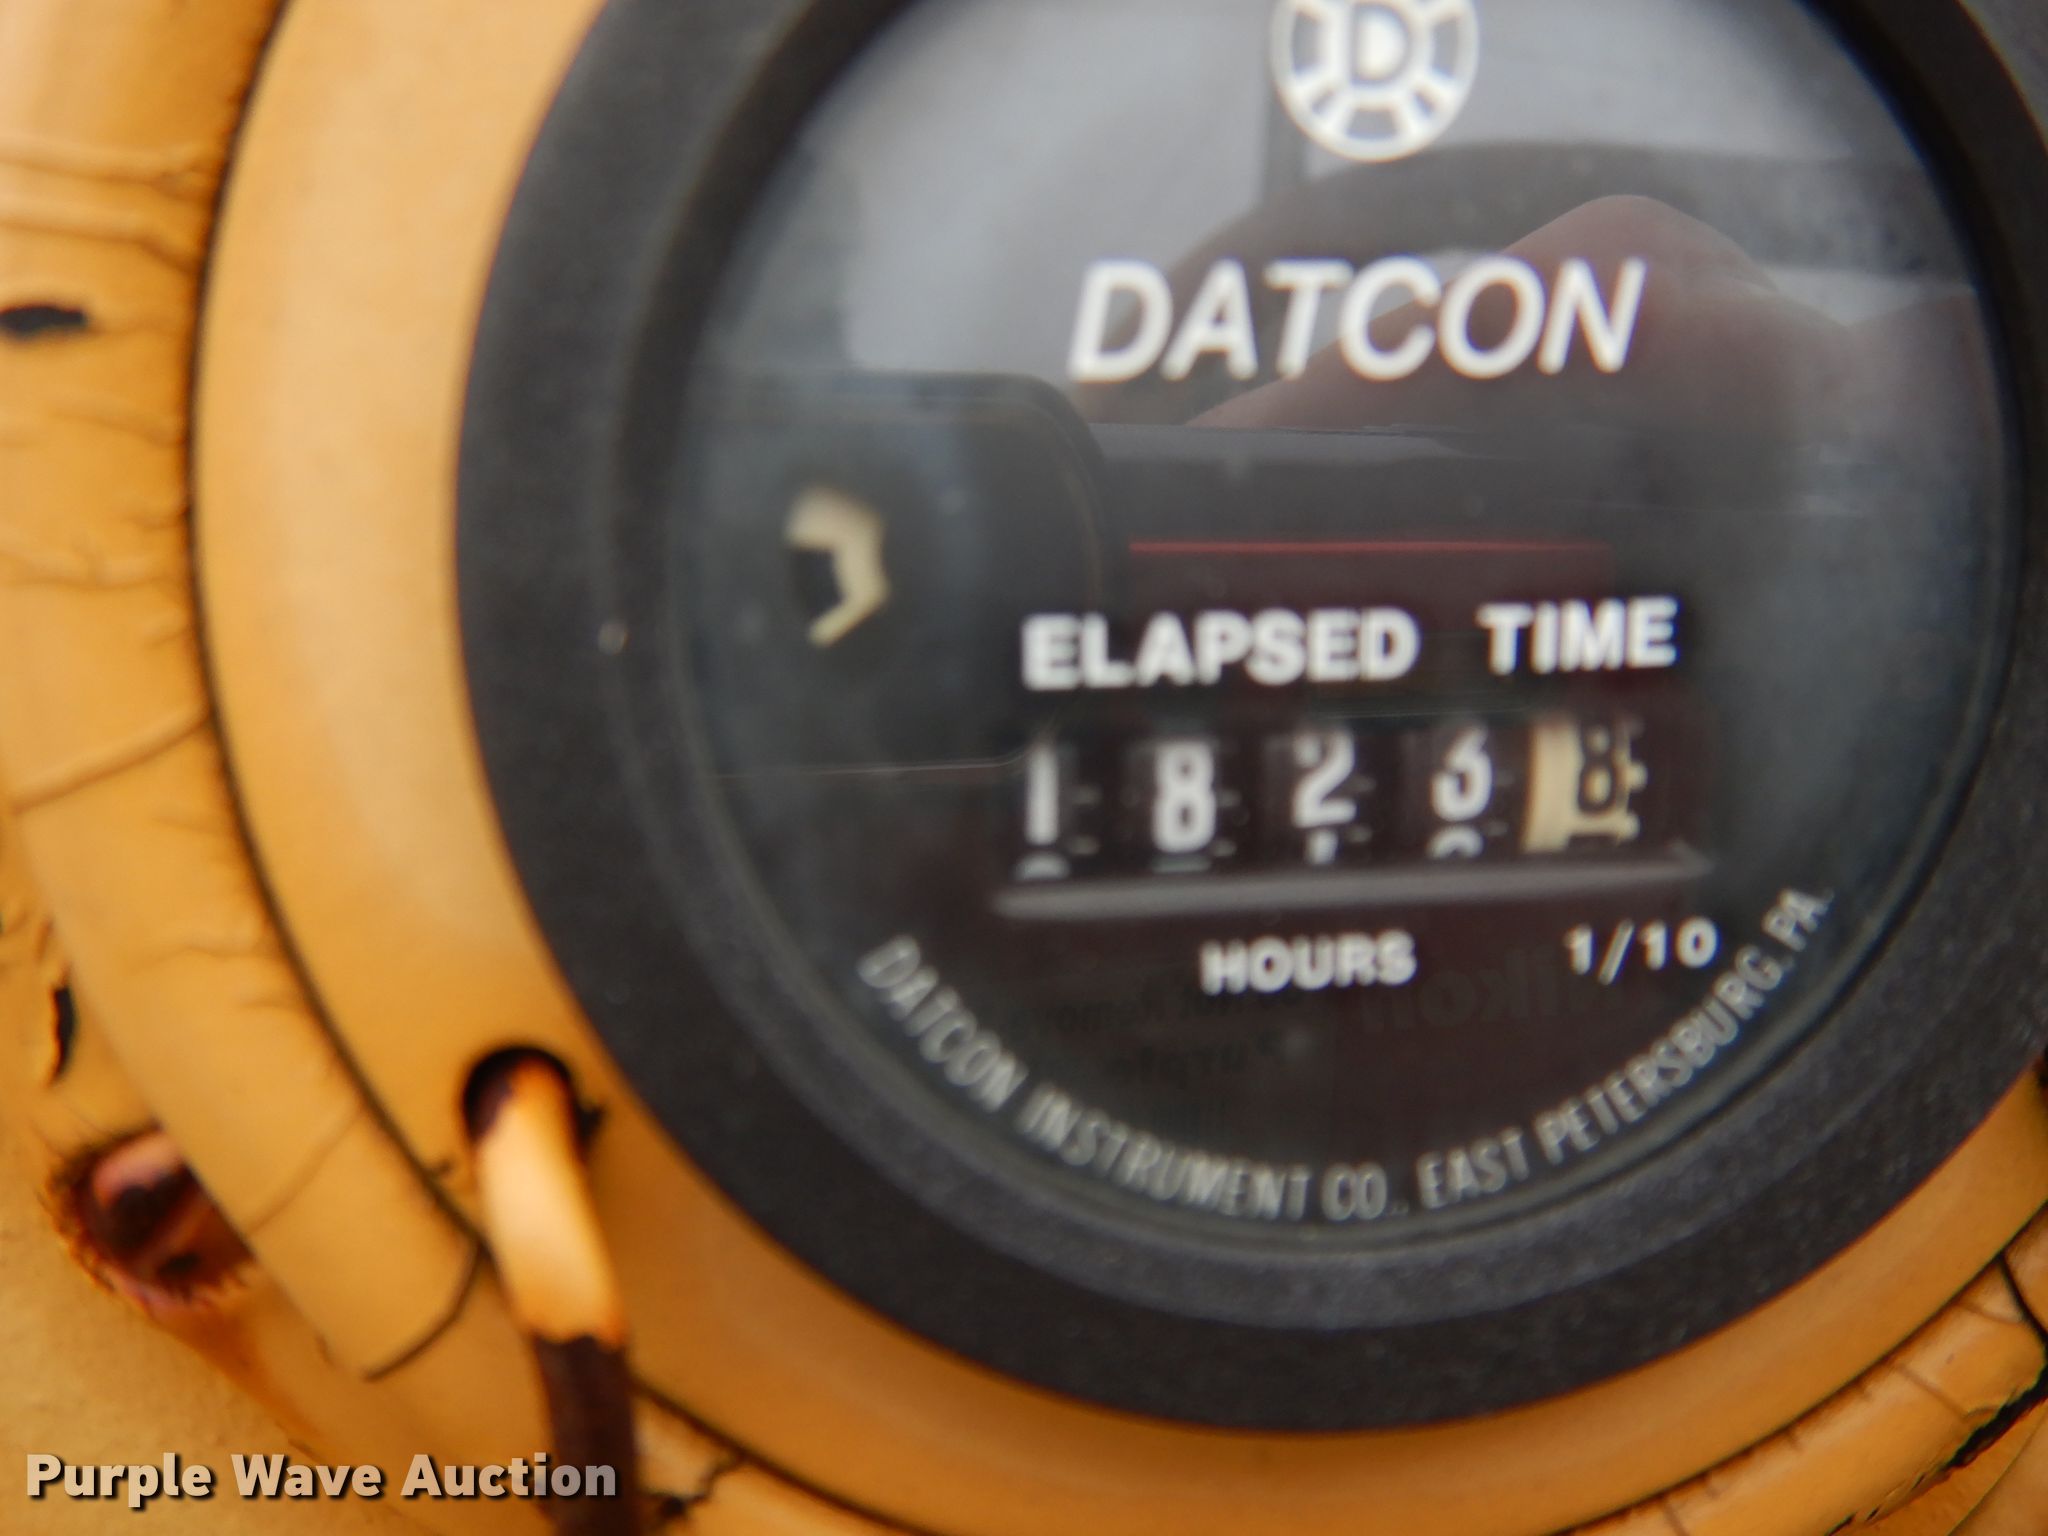 D
DATCON
ELAPSED TIME
1 8 2 3 8
HOURS 1/10
DATCON INSTRUMENT CO., EAST PETERSBURG, PA.
Purple Wave Auction